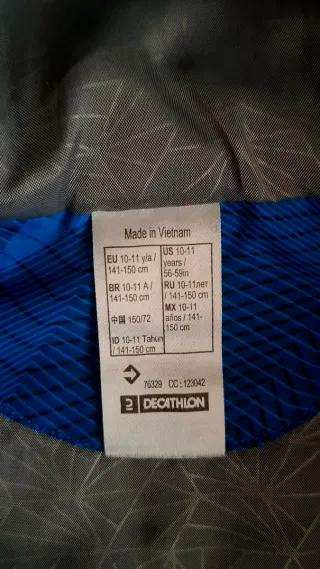 Made in Vietnam
EU 10-11 y/a /
141-150 cm
BR 10-11 A /
141-150 cm
中国 150/72
ID 10-11 Tahun
/ 141-150 cm
US 10-11
years /
56-59in
RU 10-11лет
/ 141-150 cm
MX 10-11
años / 141-
150 cm
76329 CC : 123042
DECATHLON